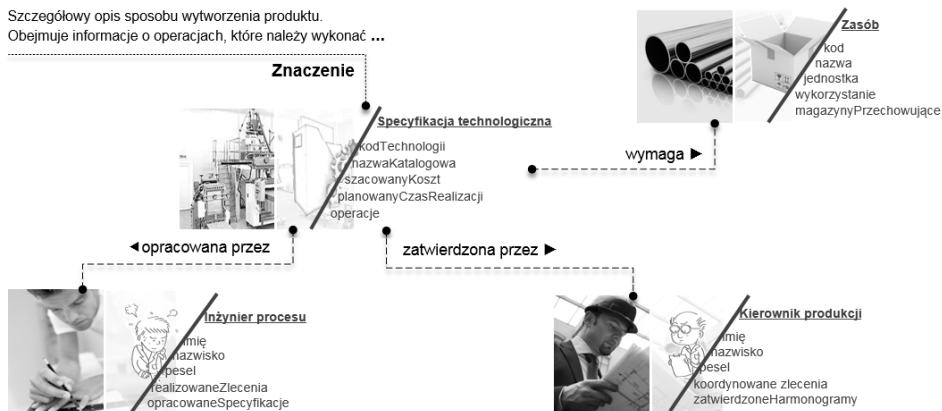 Szczegółowy opis sposobu wytworzenia produktu.
Obejmuje informacje o operacjach, które należy wykonać ...
Znaczenie
Specyfikacja technologiczna
kodTechnologii
nazwaKatalogowa
szacowanyKoszt
planowanyCzasRealizacji
operacje
Zasób
kod
nazwa
jednostka
wykorzystanie
magazynyPrzechowujące
wymaga ►
◄opracowana przez
zatwierdzona przez ►
Inżynier procesu
imię
nazwisko
pesel
realizowaneZlecenia
opracowaneSpecyfikacje
Kierownik produkcji
imię
nazwisko
pesel
koordynowane zlecenia
zatwierdzoneHarmonogramy